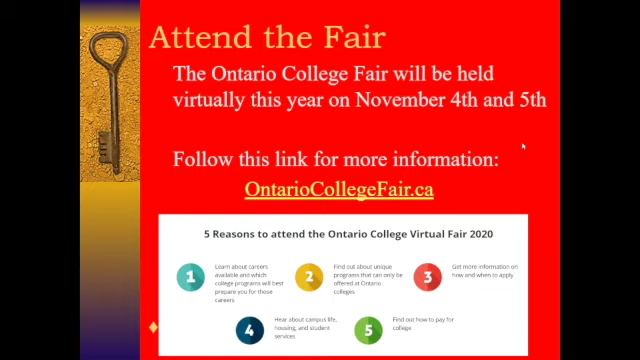 Attend the Fair
The Ontario College Fair will be held
virtually this year on November 4th and 5th
Follow this link for more information:
OntarioCollegeFair.ca
5 Reasons to attend the Ontario College Virtual Fair 2020
1
Learn about careers
available and which
college programs will best
prepare you for those
careers
2
Find out about unique
programs that can only be
offered at Ontario
colleges
3
Get more information on
how and when to apply
4
Hear about campus life,
housing, and student
services
5
Find out how to pay for
college